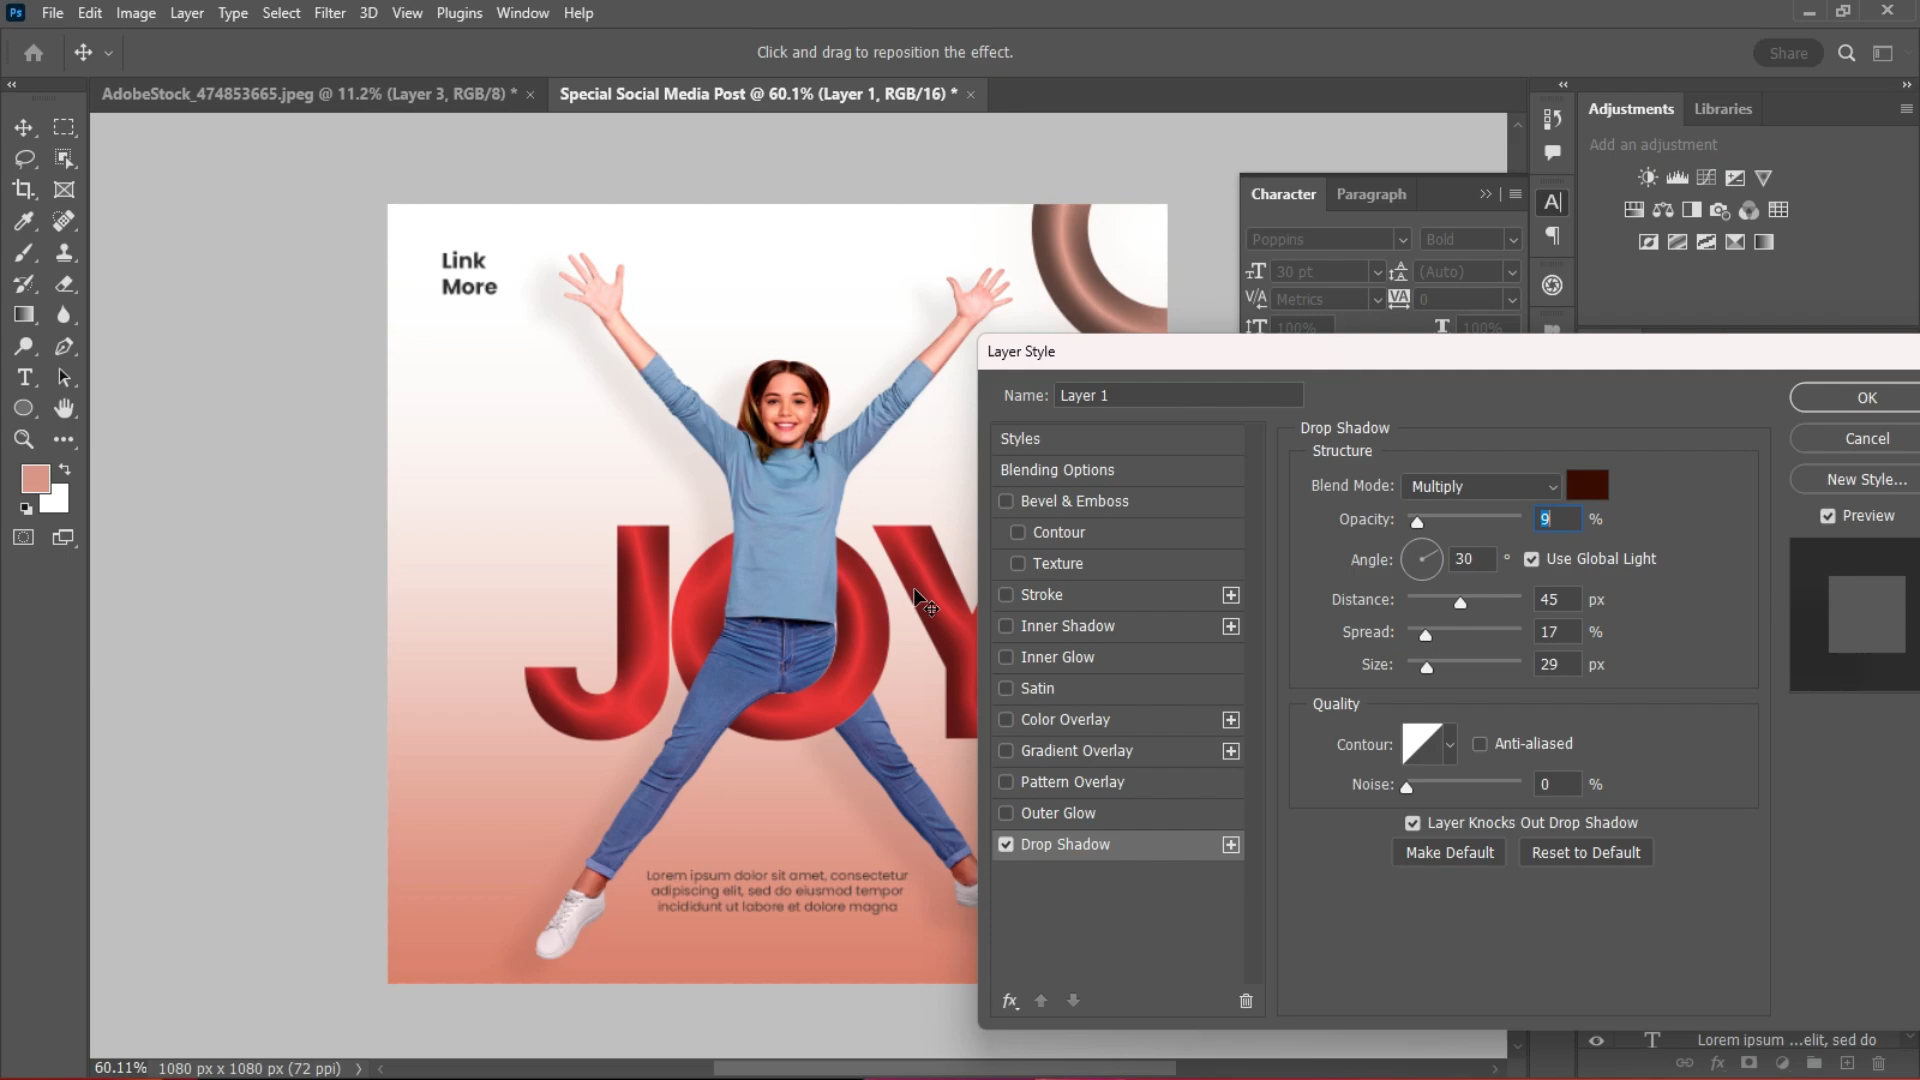 Ps File Edit Image Layer Type Select Filter 3D View Plugins Window Help
Click and drag to reposition the effect.
Share
AdobeStock_474853665.jpeg @ 11.2% (Layer 3, RGB/8) * ×
Special Social Media Post @ 60.1% (Layer 1, RGB/16) * ×
Adjustments Libraries
Add an adjustment
Character Paragraph
Poppins Bold
30 pt (Auto)
Metrics 0
100% 100%
Link
More
JOY
Lorem ipsum dolor sit amet, consectetur
adipiscing elit, sed do eiusmod tempor
incididunt ut labore et dolore magna
Layer Style
Name: Layer 1
Styles
Blending Options
Bevel & Emboss
Contour
Texture
Stroke
Inner Shadow
Inner Glow
Satin
Color Overlay
Gradient Overlay
Pattern Overlay
Outer Glow
Drop Shadow
fx
Drop Shadow
Structure
Blend Mode: Multiply
Opacity: 9 %
Angle: 30 ° Use Global Light
Distance: 45 px
Spread: 17 %
Size: 29 px
Quality
Contour: Anti-aliased
Noise: 0 %
Layer Knocks Out Drop Shadow
Make Default Reset to Default
OK
Cancel
New Style...
Preview
Lorem ipsum ...elit, sed do
fx
60.11% 1080 px x 1080 px (72 ppi)